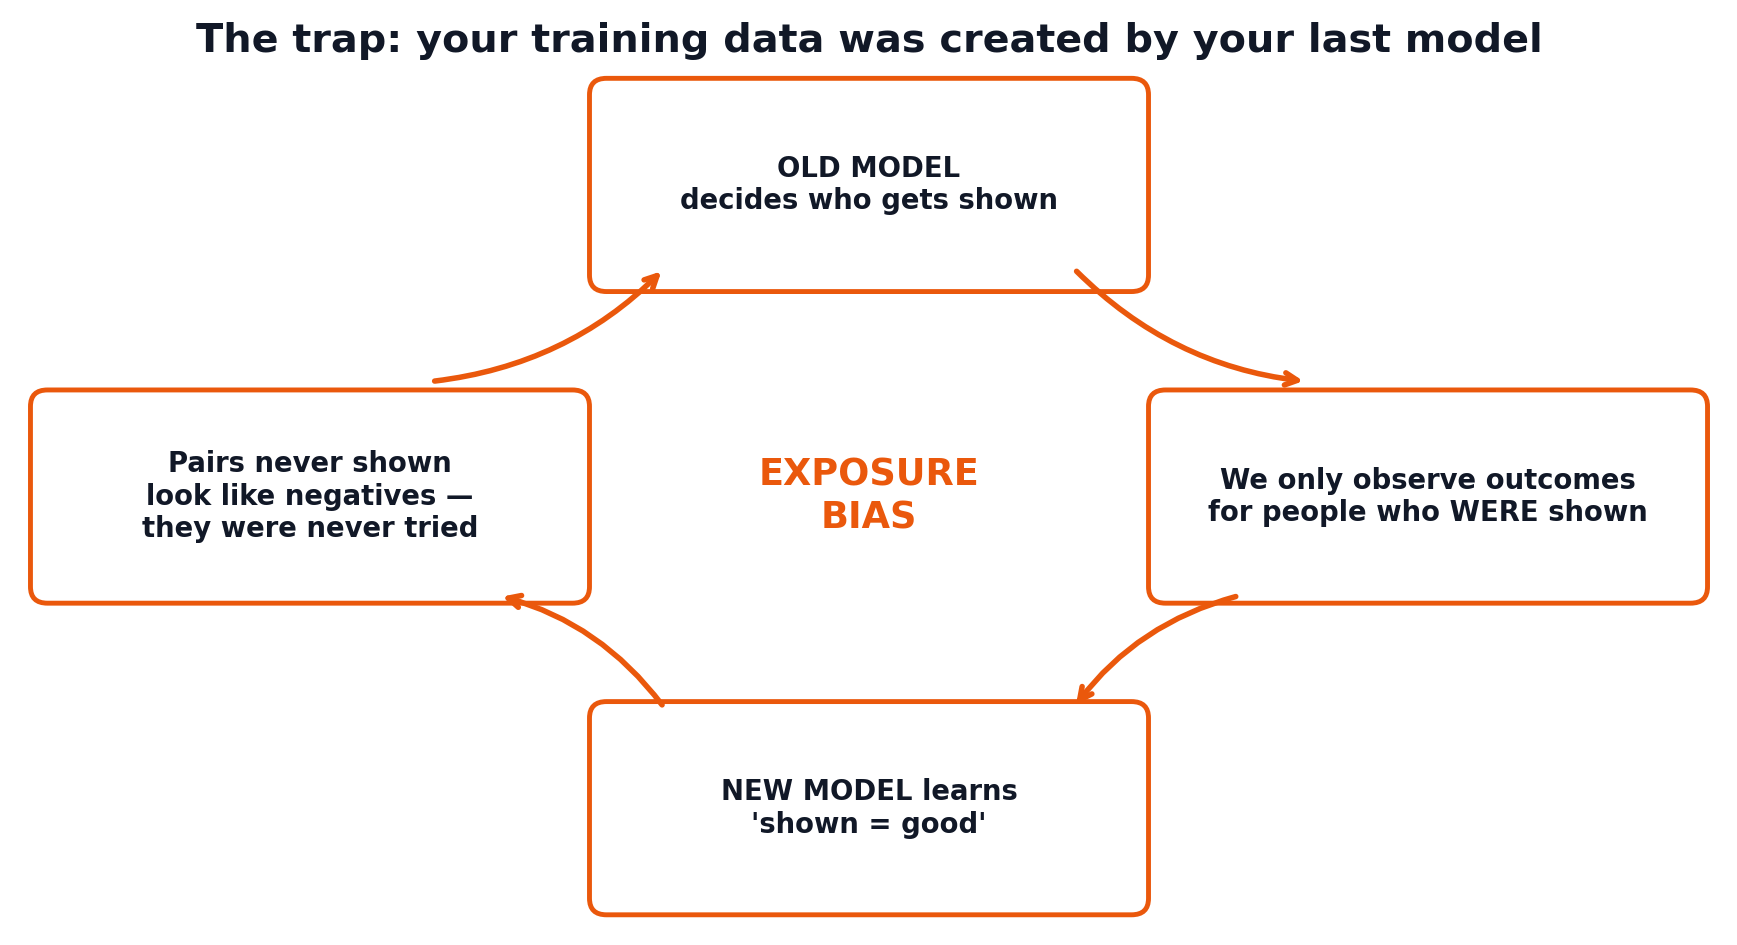 The trap: your training data was created by your last model
OLD MODEL
decides who gets shown
Pairs never shown
look like negatives —
they were never tried
EXPOSURE
BIAS
We only observe outcomes
for people who WERE shown
NEW MODEL learns
'shown = good'